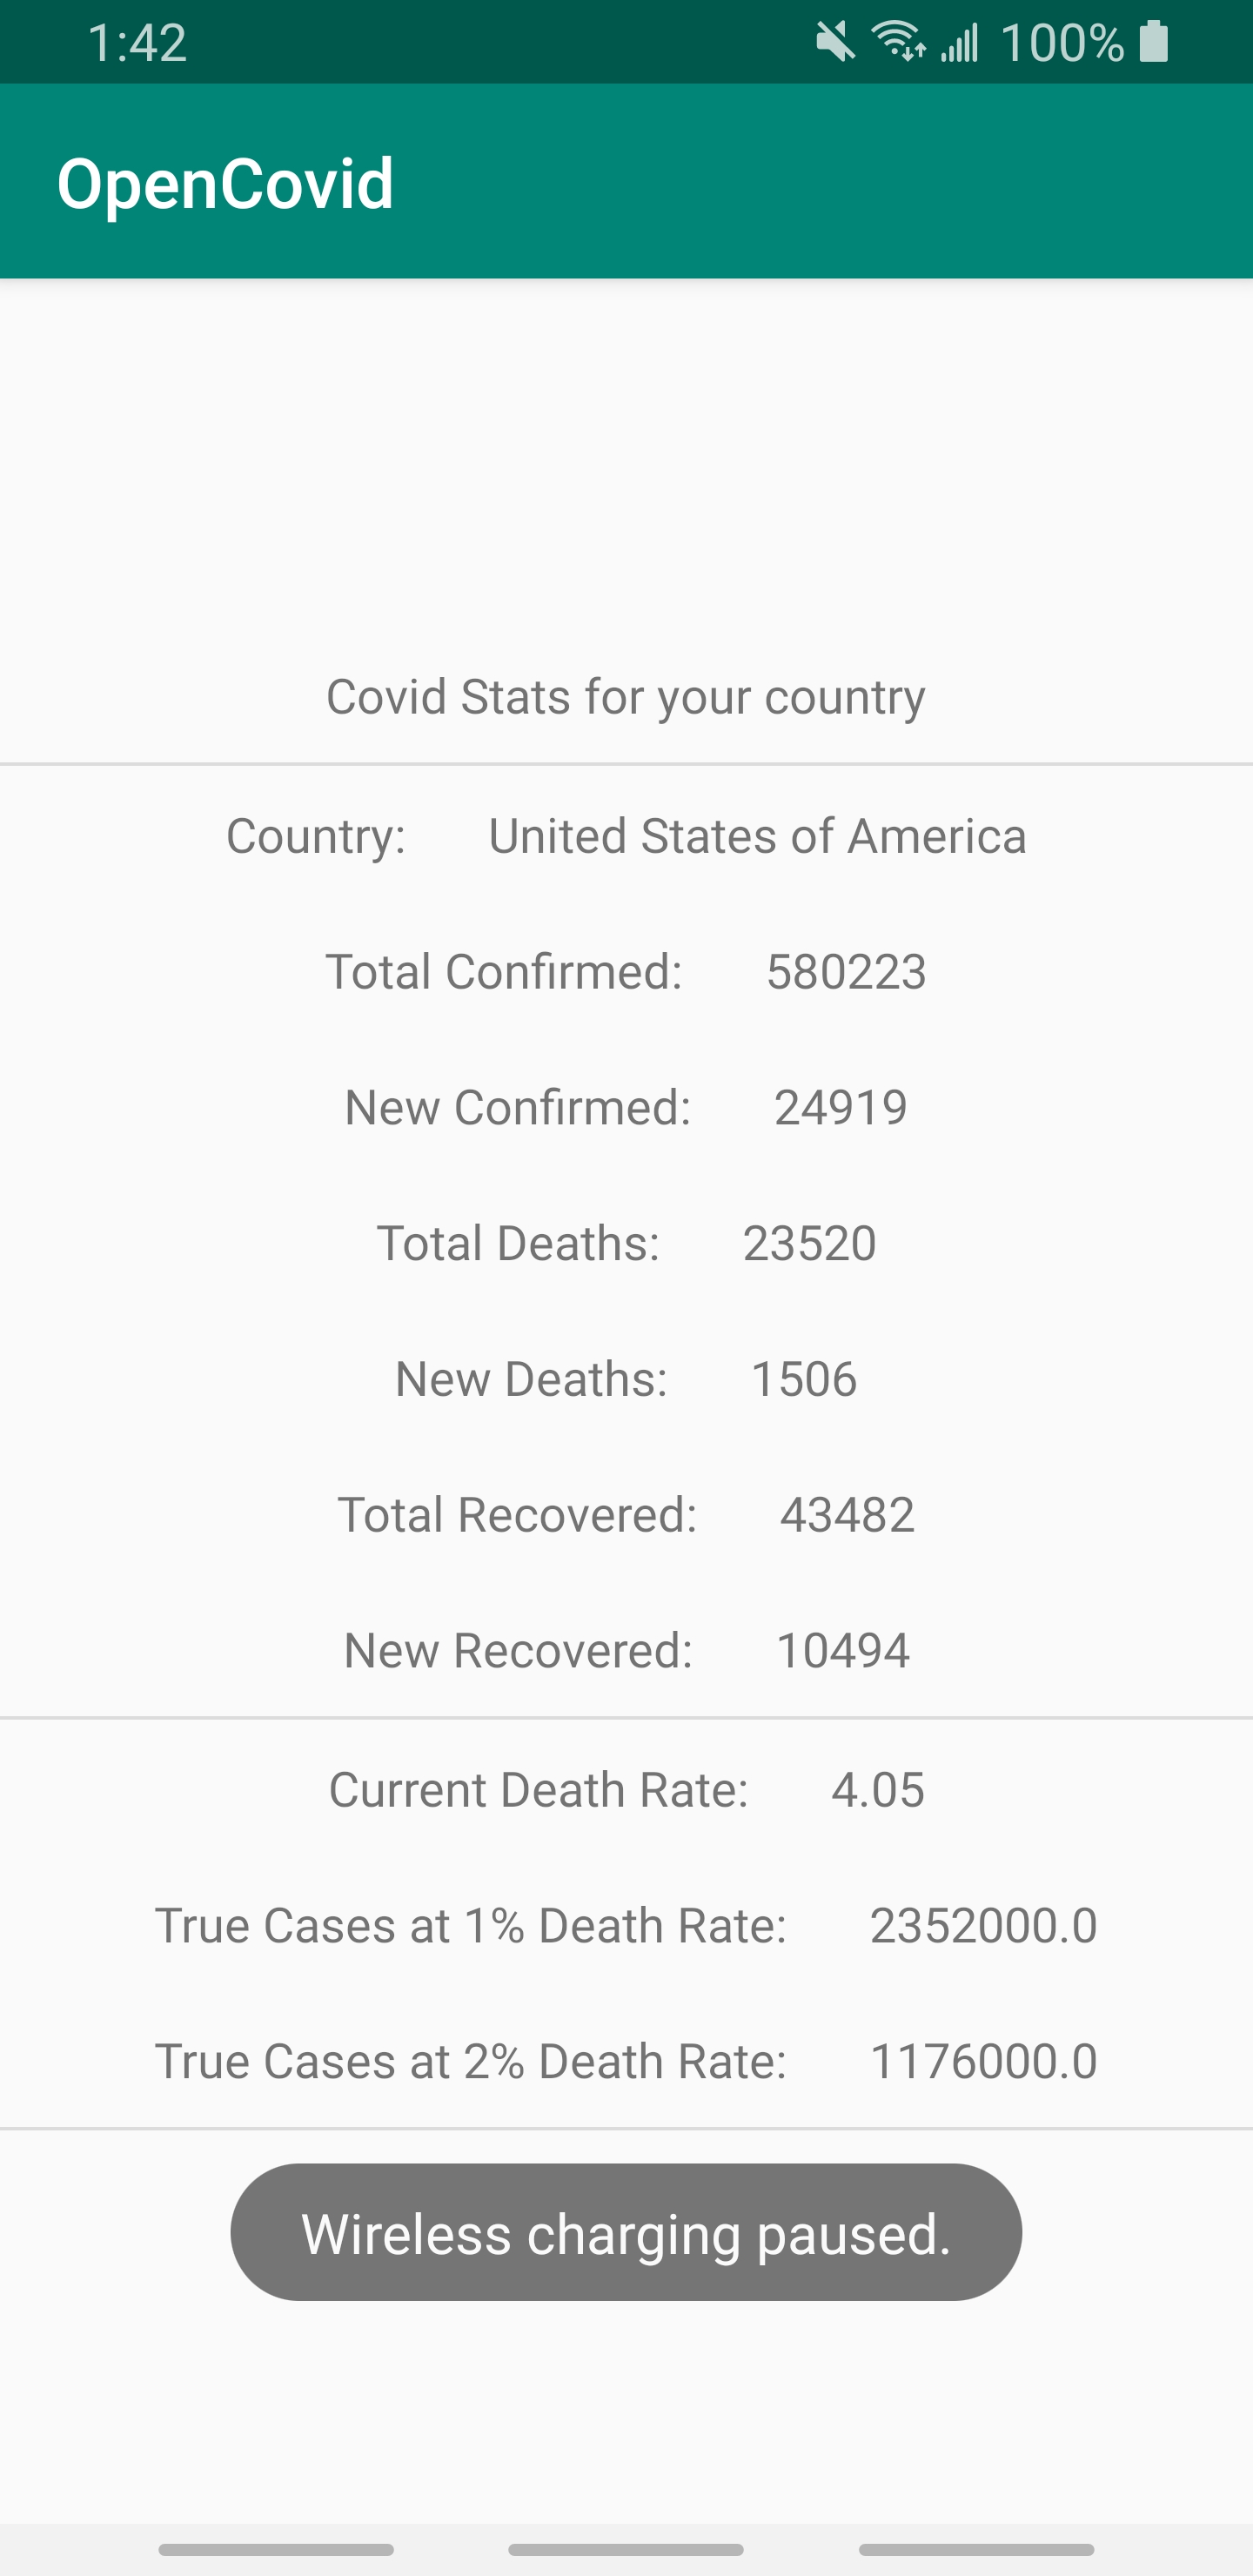 1:42 100%
OpenCovid
Covid Stats for your country
Country: United States of America
Total Confirmed: 580223
New Confirmed: 24919
Total Deaths: 23520
New Deaths: 1506
Total Recovered: 43482
New Recovered: 10494
Current Death Rate: 4.05
True Cases at 1% Death Rate: 2352000.0
True Cases at 2% Death Rate: 1176000.0
Wireless charging paused.